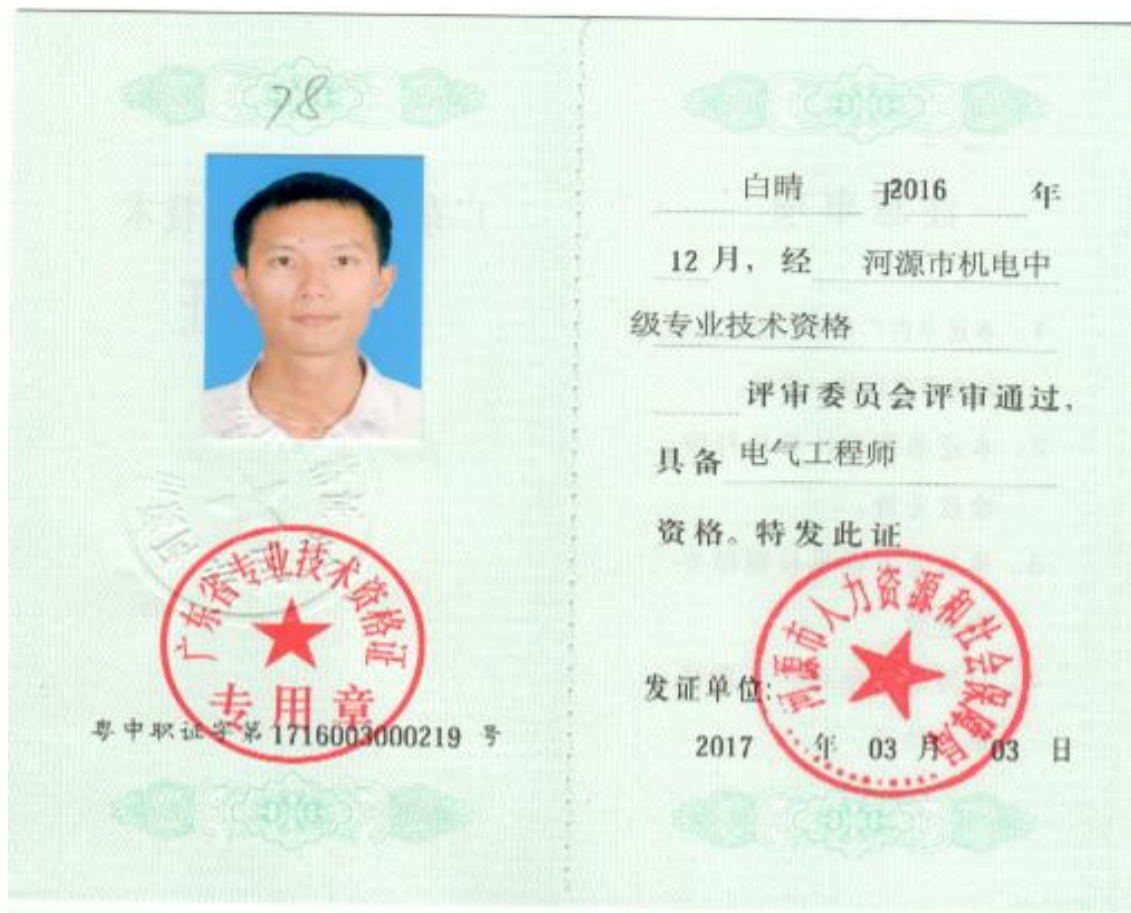 78
广东省专业技术资格证
专用章
粤中职证字第1716003000219 号
白晴 于2016 年
12 月，经 河源市机电中
级专业技术资格
评审委员会评审通过，
具备 电气工程师
资格。特发此证
河源市人力资源和社会保障局
发证单位:
2017 年 03 月 03 日